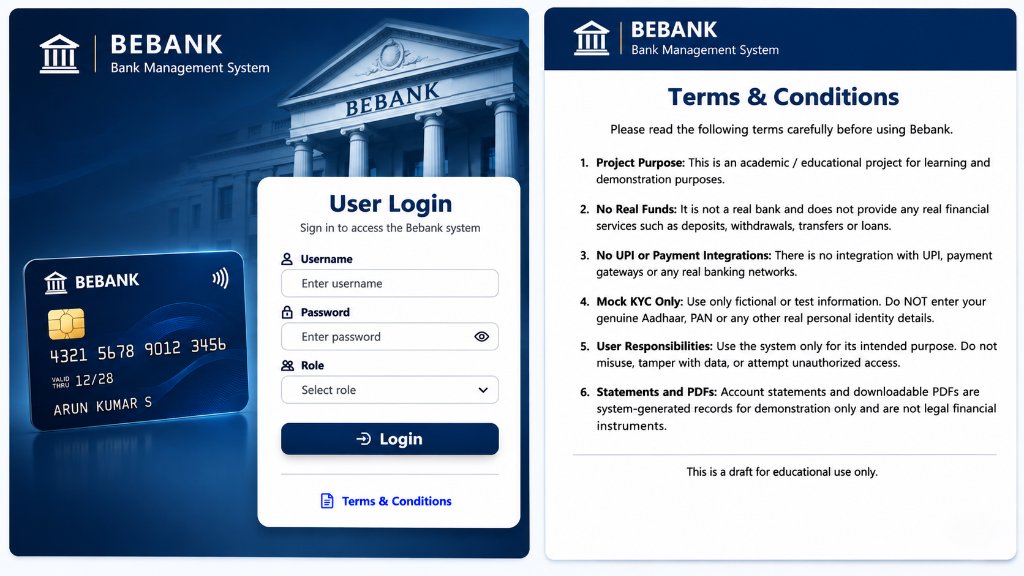 BEBANK
Bank Management System
BEBANK
BEBANK
4321 5678 9012 3456
VALID THRU 12/28
ARUN KUMAR S
User Login
Sign in to access the Bebank system
Username
Enter username
Password
Enter password
Role
Select role
Login
Terms & Conditions
BEBANK
Bank Management System
Terms & Conditions
Please read the following terms carefully before using Bebank.
1. Project Purpose: This is an academic / educational project for learning and
demonstration purposes.
2. No Real Funds: It is not a real bank and does not provide any real financial
services such as deposits, withdrawals, transfers or loans.
3. No UPI or Payment Integrations: There is no integration with UPI, payment
gateways or any real banking networks.
4. Mock KYC Only: Use only fictional or test information. Do NOT enter your
genuine Aadhaar, PAN or any other real personal identity details.
5. User Responsibilities: Use the system only for its intended purpose. Do not
misuse, tamper with data, or attempt unauthorized access.
6. Statements and PDFs: Account statements and downloadable PDFs are
system-generated records for demonstration only and are not legal financial
instruments.
This is a draft for educational use only.